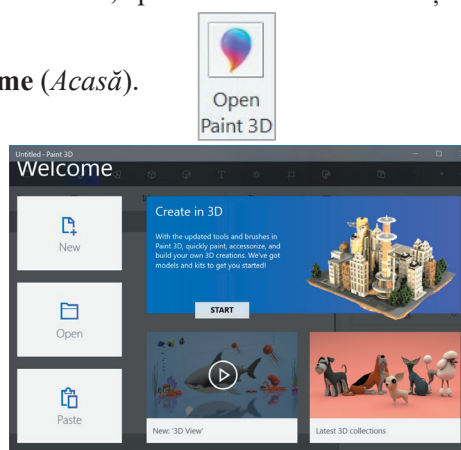 me (Acasă).
Open
Paint 3D
Untitled - Paint 3D
Welcome
New
Open
Paste
Create in 3D
With the updated tools and brushes in
Paint 3D, quickly paint, accessorize, and
build your own 3D creations. We've got
models and kits to get you started!
START
New: '3D View'
Latest 3D collections